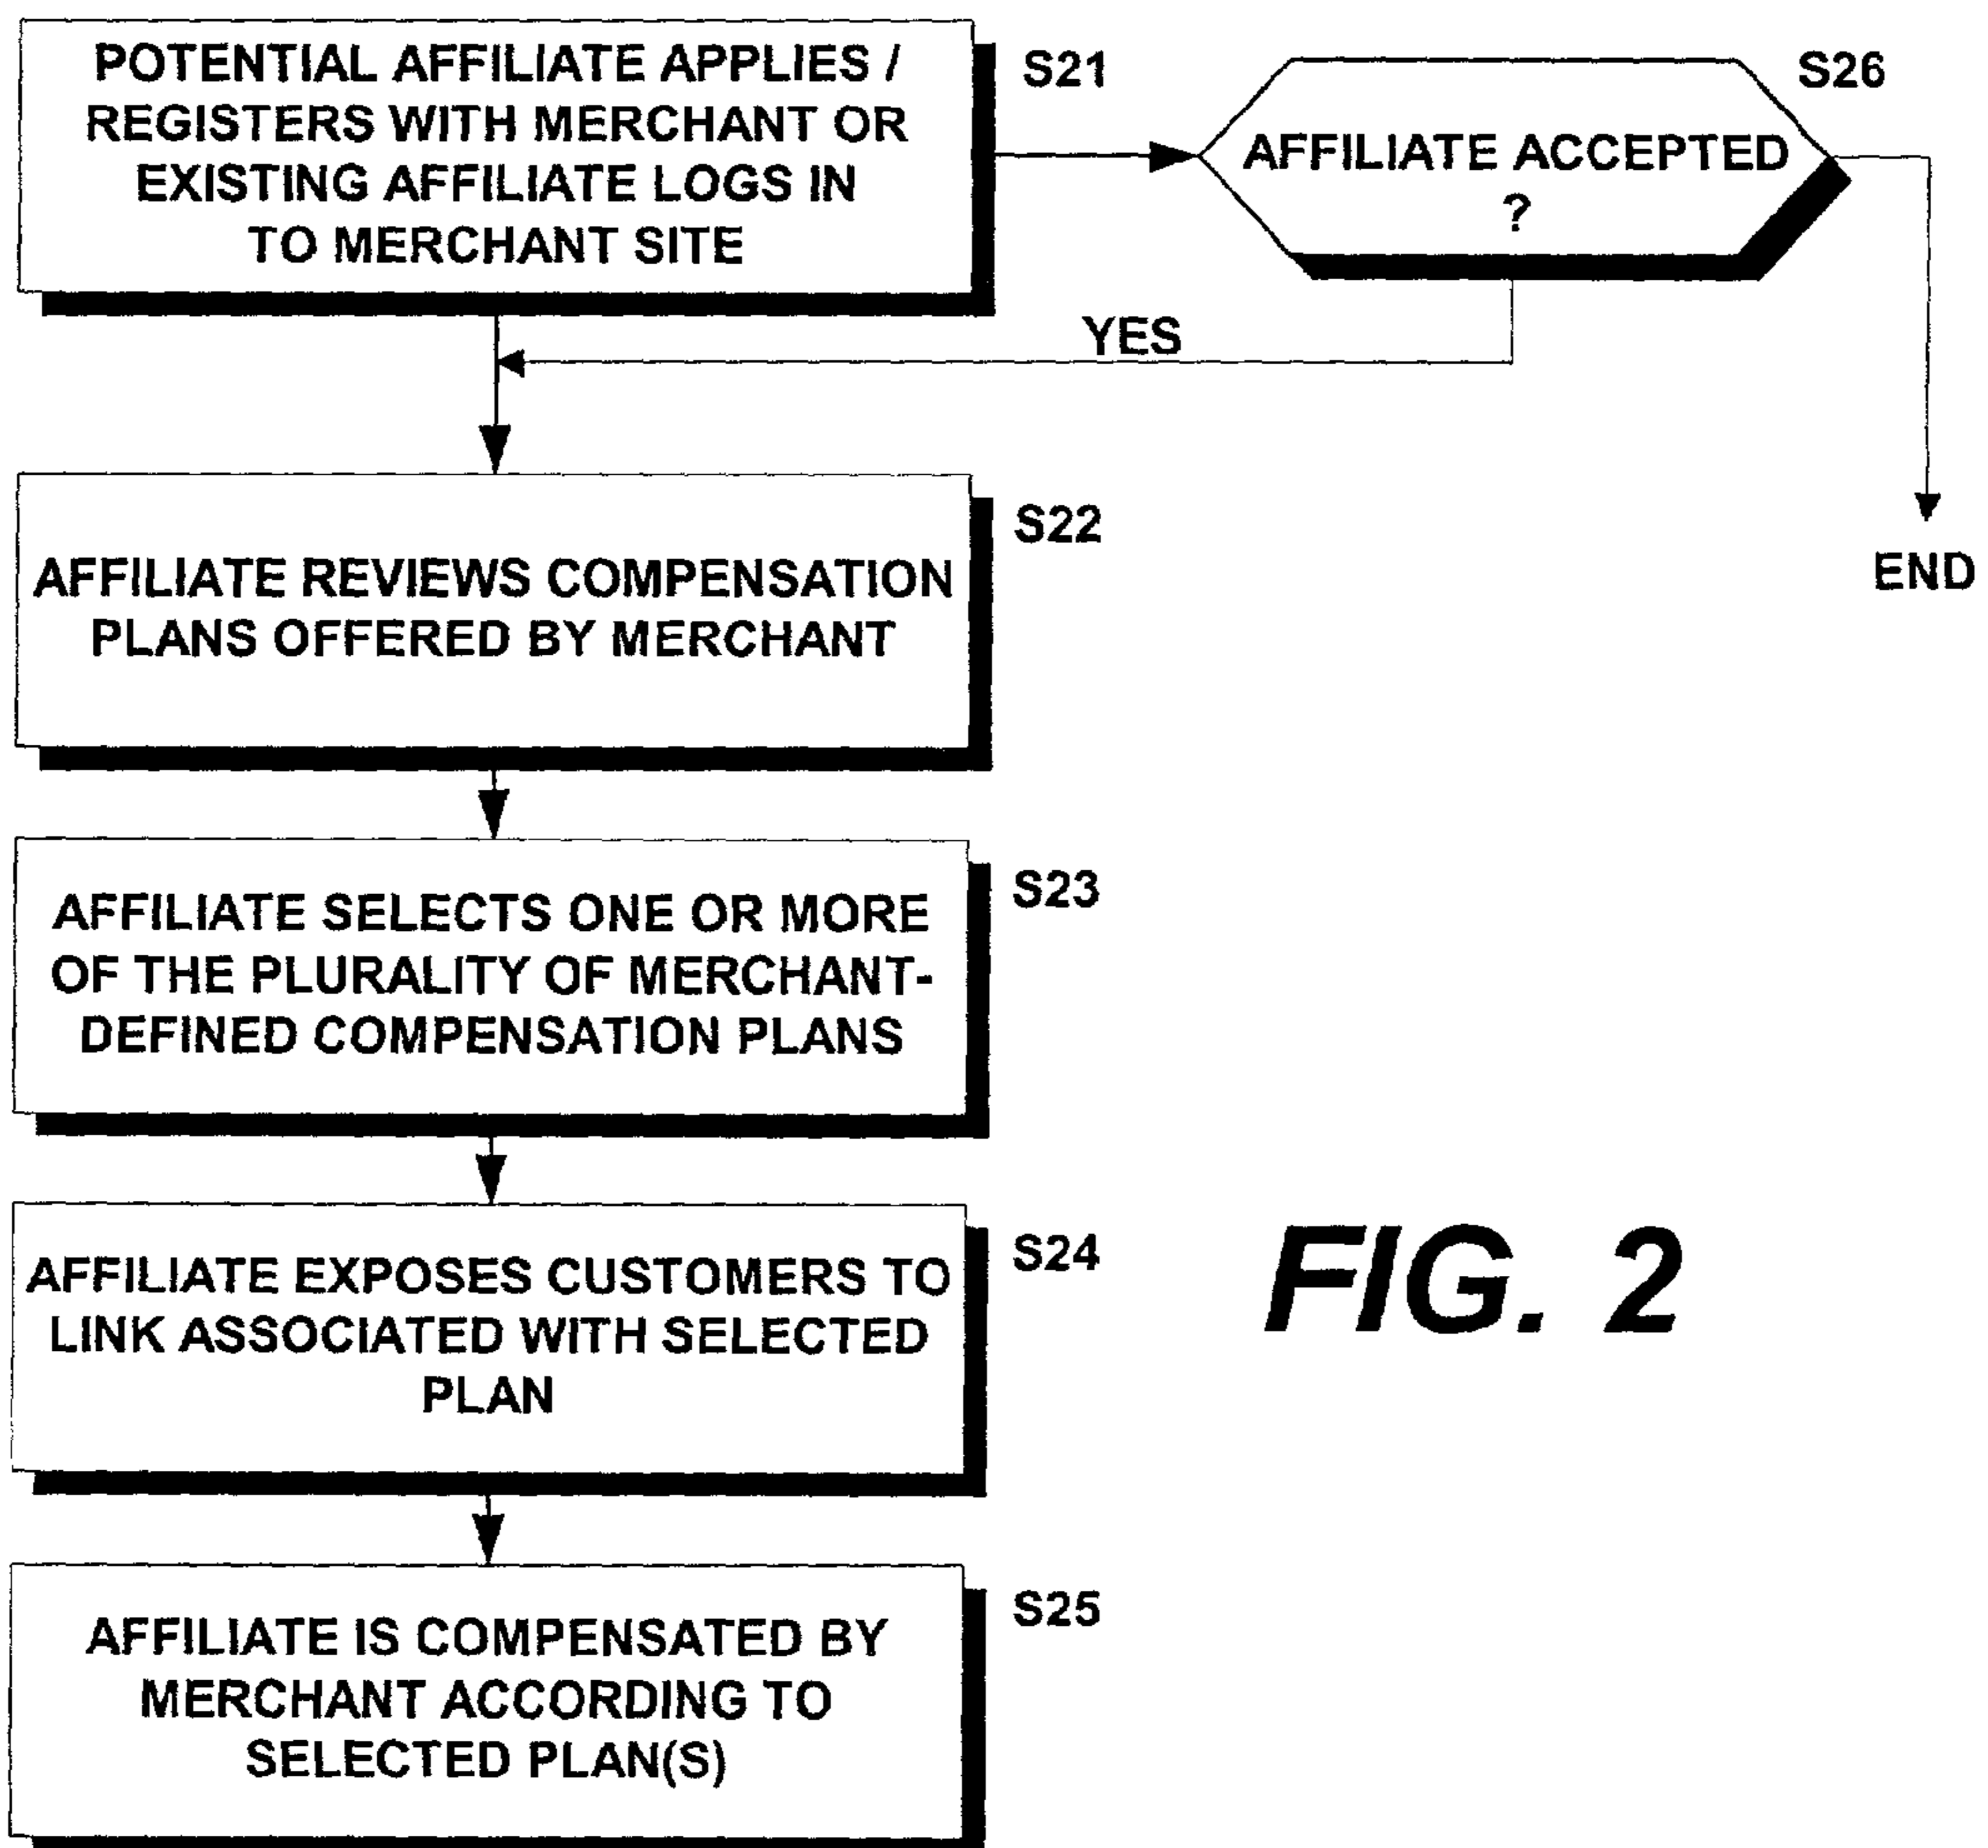 POTENTIAL AFFILIATE APPLIES /
REGISTERS WITH MERCHANT OR
EXISTING AFFILIATE LOGS IN
TO MERCHANT SITE
S21
AFFILIATE ACCEPTED
?
S26
YES
END
AFFILIATE REVIEWS COMPENSATION
PLANS OFFERED BY MERCHANT
S22
AFFILIATE SELECTS ONE OR MORE
OF THE PLURALITY OF MERCHANT-
DEFINED COMPENSATION PLANS
S23
AFFILIATE EXPOSES CUSTOMERS TO
LINK ASSOCIATED WITH SELECTED
PLAN
S24
FIG. 2
AFFILIATE IS COMPENSATED BY
MERCHANT ACCORDING TO
SELECTED PLAN(S)
S25